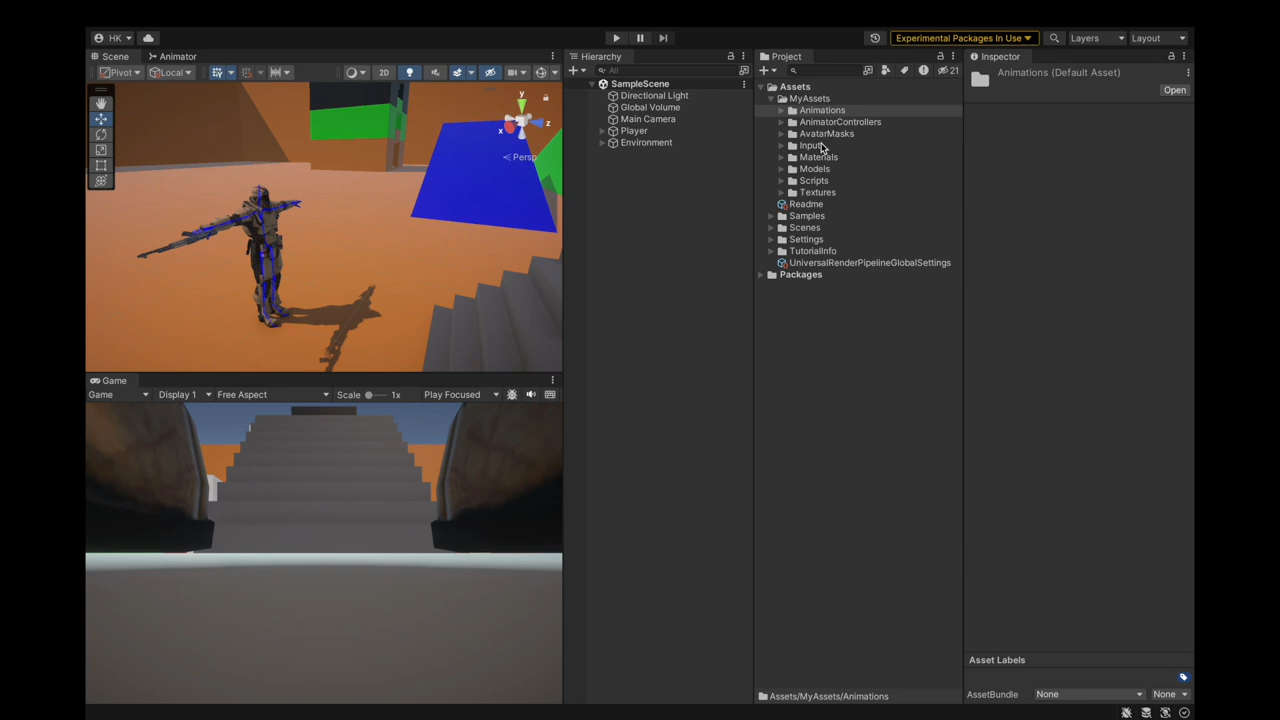 HK
Experimental Packages In Use
Layers
Layout
Scene
Animator
Pivot
Local
2D
y
x
z
Persp
Game
Game
Display 1
Free Aspect
Scale
1x
Play Focused
Hierarchy
All
SampleScene
Directional Light
Global Volume
Main Camera
Player
Environment
Project
21
Assets
MyAssets
Animations
AnimatorControllers
AvatarMasks
Input
Materials
Models
Scripts
Textures
Readme
Samples
Scenes
Settings
TutorialInfo
UniversalRenderPipelineGlobalSettings
Packages
Assets/MyAssets/Animations
Inspector
Animations (Default Asset)
Open
Asset Labels
AssetBundle
None
None